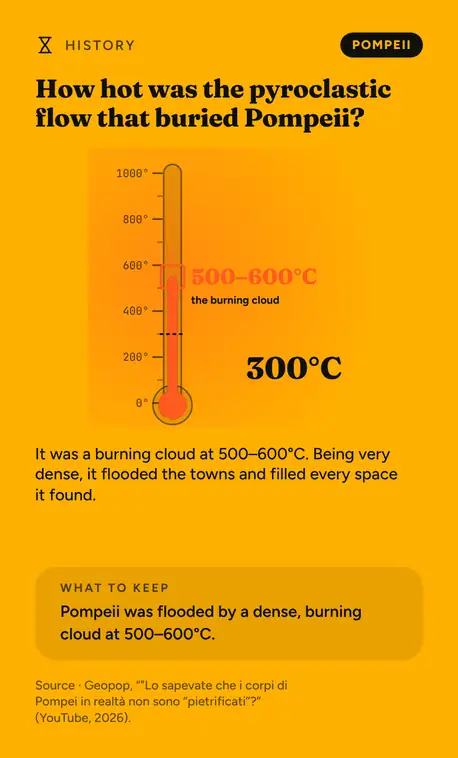 HISTORY
POMPEII
How hot was the pyroclastic
flow that buried Pompeii?
1000°
800°
600°
500–600°C
the burning cloud
400°
200°
300°C
0°
It was a burning cloud at 500–600°C. Being very
dense, it flooded the towns and filled every space
it found.
WHAT TO KEEP
Pompeii was flooded by a dense, burning
cloud at 500–600°C.
Source · Geopop, “"Lo sapevate che i corpi di
Pompei in realtà non sono “pietrificati”?”
(YouTube, 2026).